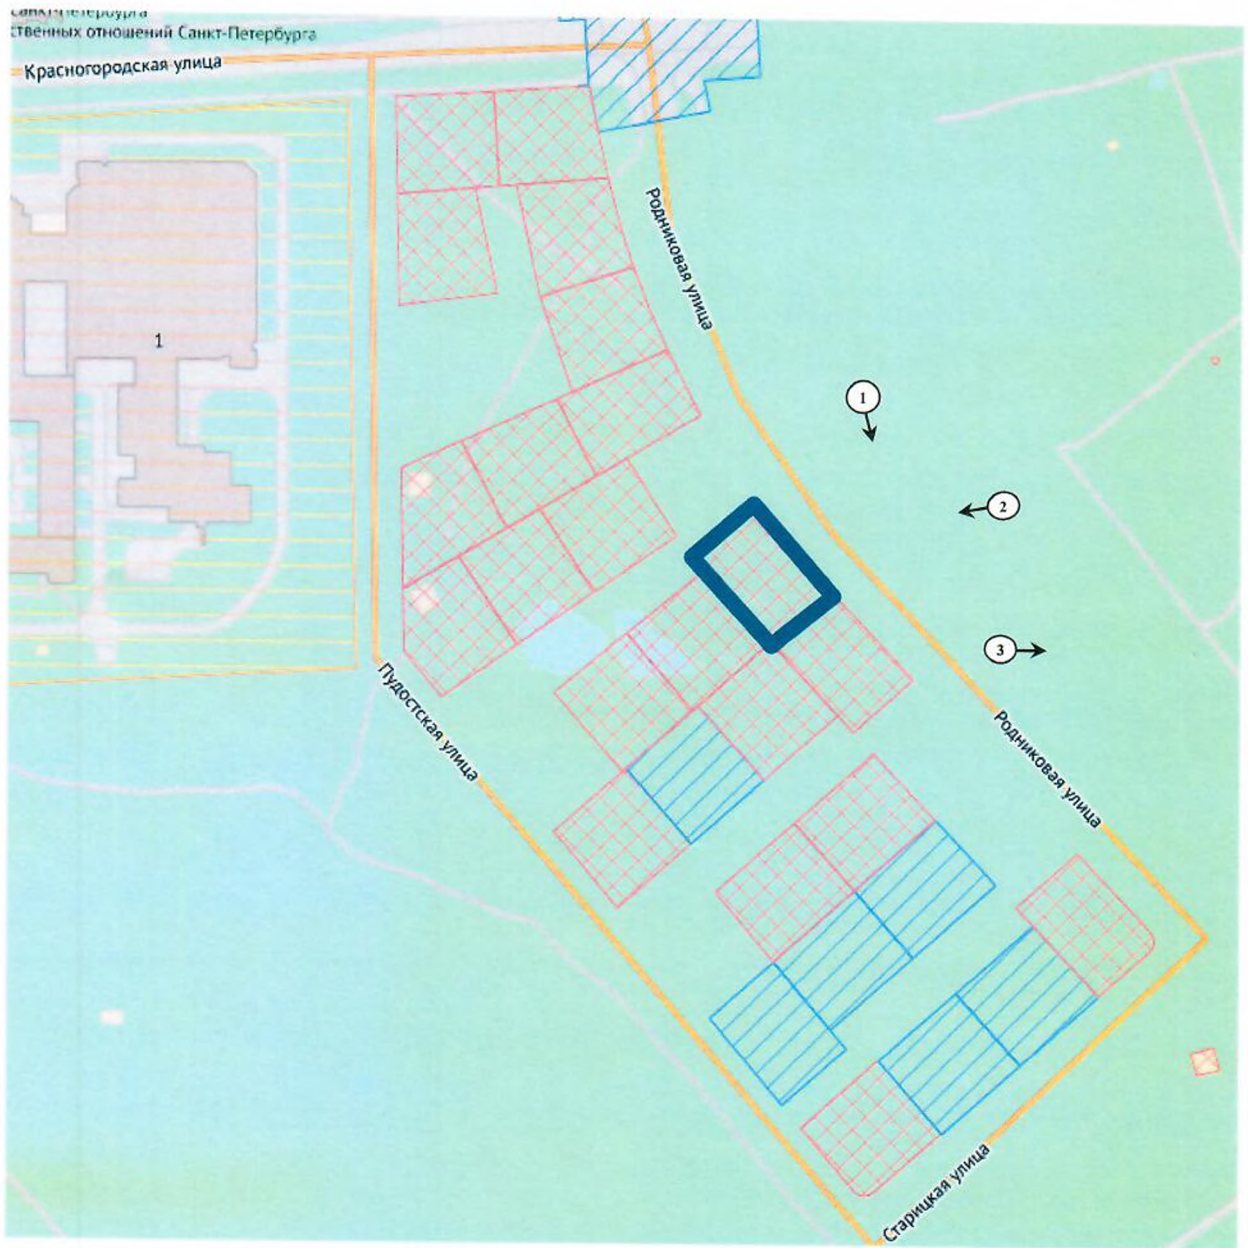 Санкт-Петербурга
ственных отношений Санкт-Петербурга
Красногородская улица
Родниковая улица
1
1
2
3
Пудостская улица
Родниковая улица
Старицкая улица